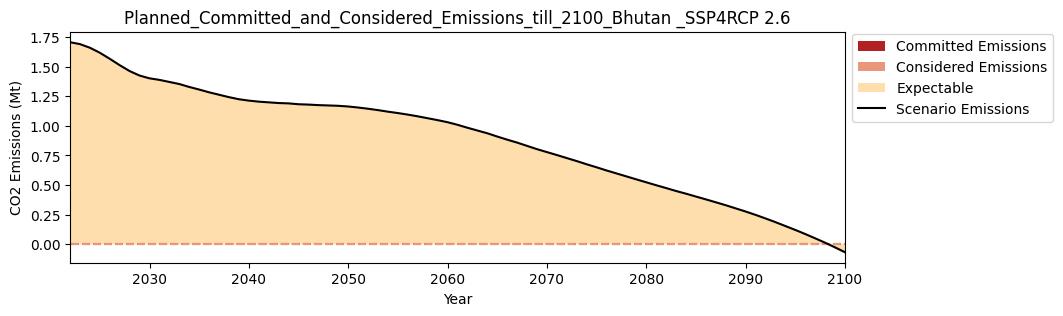 Planned_Committed_and_Considered_Emissions_till_2100_Bhutan _SSP4RCP 2.6
CO2 Emissions (Mt)
1.75
1.50
1.25
1.00
0.75
0.50
0.25
0.00
2030 2040 2050 2060 2070 2080 2090 2100
Year
Committed Emissions
Considered Emissions
Expectable
Scenario Emissions